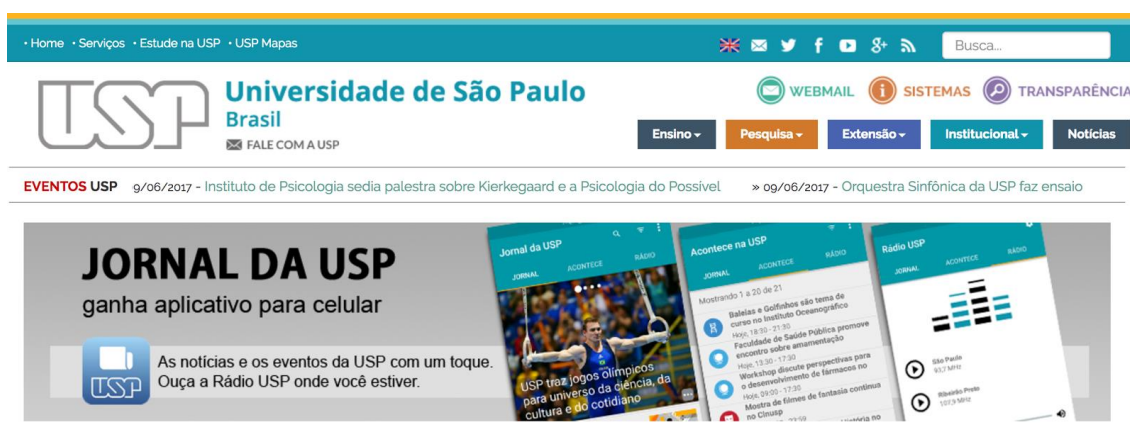 • Home • Serviços • Estude na USP • USP Mapas
f
8+
Busca...
USP
Universidade de São Paulo
Brasil
FALE COM A USP
WEBMAIL
SISTEMAS
TRANSPARÊNCIA
Ensino
Pesquisa
Extensão
Institucional
Notícias
EVENTOS USP 9/06/2017 - Instituto de Psicologia sedia palestra sobre Kierkegaard e a Psicologia do Possível » 09/06/2017 - Orquestra Sinfônica da USP faz ensaio
JORNAL DA USP
ganha aplicativo para celular
USP
As notícias e os eventos da USP com um toque.
Ouça a Rádio USP onde você estiver.
Jornal da USP
JORNAL ACONTECE RÁDIO
USP traz jogos olímpicos
para universo da ciência, da
cultura e do cotidiano
Acontece na USP
JORNAL ACONTECE RÁDIO
Mostrando 1 a 20 de 21
Baleias e Golfinhos são tema de
curso no Instituto Oceanográfico
Hoje, 18:30 - 21:30
Faculdade de Saúde Pública promove
encontro sobre amamentação
Hoje, 13:30 - 17:30
Workshop discute perspectivas para
o desenvolvimento de fármacos no
Hoje, 09:00 - 17:30
Mostra de filmes de fantasia continua
no Cinusp
Rádio USP
JORNAL ACONTECE RÁDIO
São Paulo
93,7 MHz
Ribeirão Preto
107,9 MHz